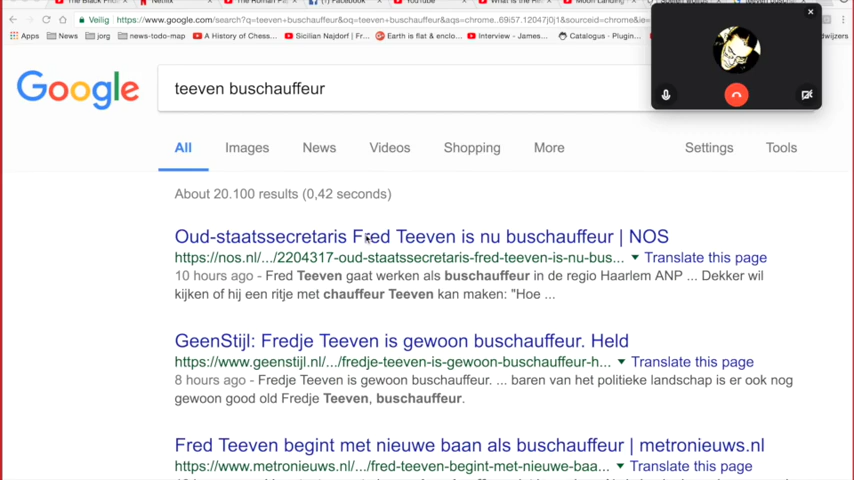 Veilig https://www.google.com/search?q=teeven+buschauffeur&oq=teeven+buschauffeur&aqs=chrome..69i57.12047j0j1&sourceid=chrome&ie=
Apps News jorg news-todo-map A History of Chess... Sicilian Najdorf | Fr... Earth is flat & enclo... Interview - James... Catalogus - Plugin...
Google
teeven buschauffeur
All Images News Videos Shopping More Settings Tools
About 20.100 results (0,42 seconds)
Oud-staatssecretaris Fred Teeven is nu buschauffeur | NOS
https://nos.nl/.../2204317-oud-staatssecretaris-fred-teeven-is-nu-bus... Translate this page
10 hours ago - Fred Teeven gaat werken als buschauffeur in de regio Haarlem ANP ... Dekker wil
kijken of hij een ritje met chauffeur Teeven kan maken: "Hoe ...
GeenStijl: Fredje Teeven is gewoon buschauffeur. Held
https://www.geenstijl.nl/.../fredje-teeven-is-gewoon-buschauffeur-h... Translate this page
8 hours ago - Fredje Teeven is gewoon buschauffeur. ... baren van het politieke landschap is er ook nog
gewoon good old Fredje Teeven, buschauffeur.
Fred Teeven begint met nieuwe baan als buschauffeur | metronieuws.nl
https://www.metronieuws.nl/.../fred-teeven-begint-met-nieuwe-baa... Translate this page